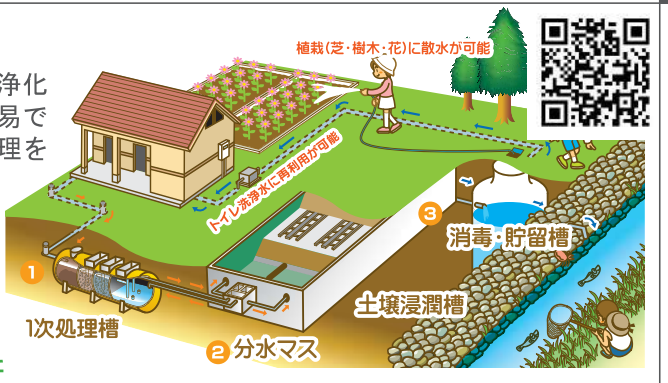 浄化
易で
理を
植栽(芝・樹木・花)に散水が可能
トイレ洗浄水に再利用が可能
③
消毒・貯留槽
土壌浸潤槽
①
1次処理槽
② 分水マス